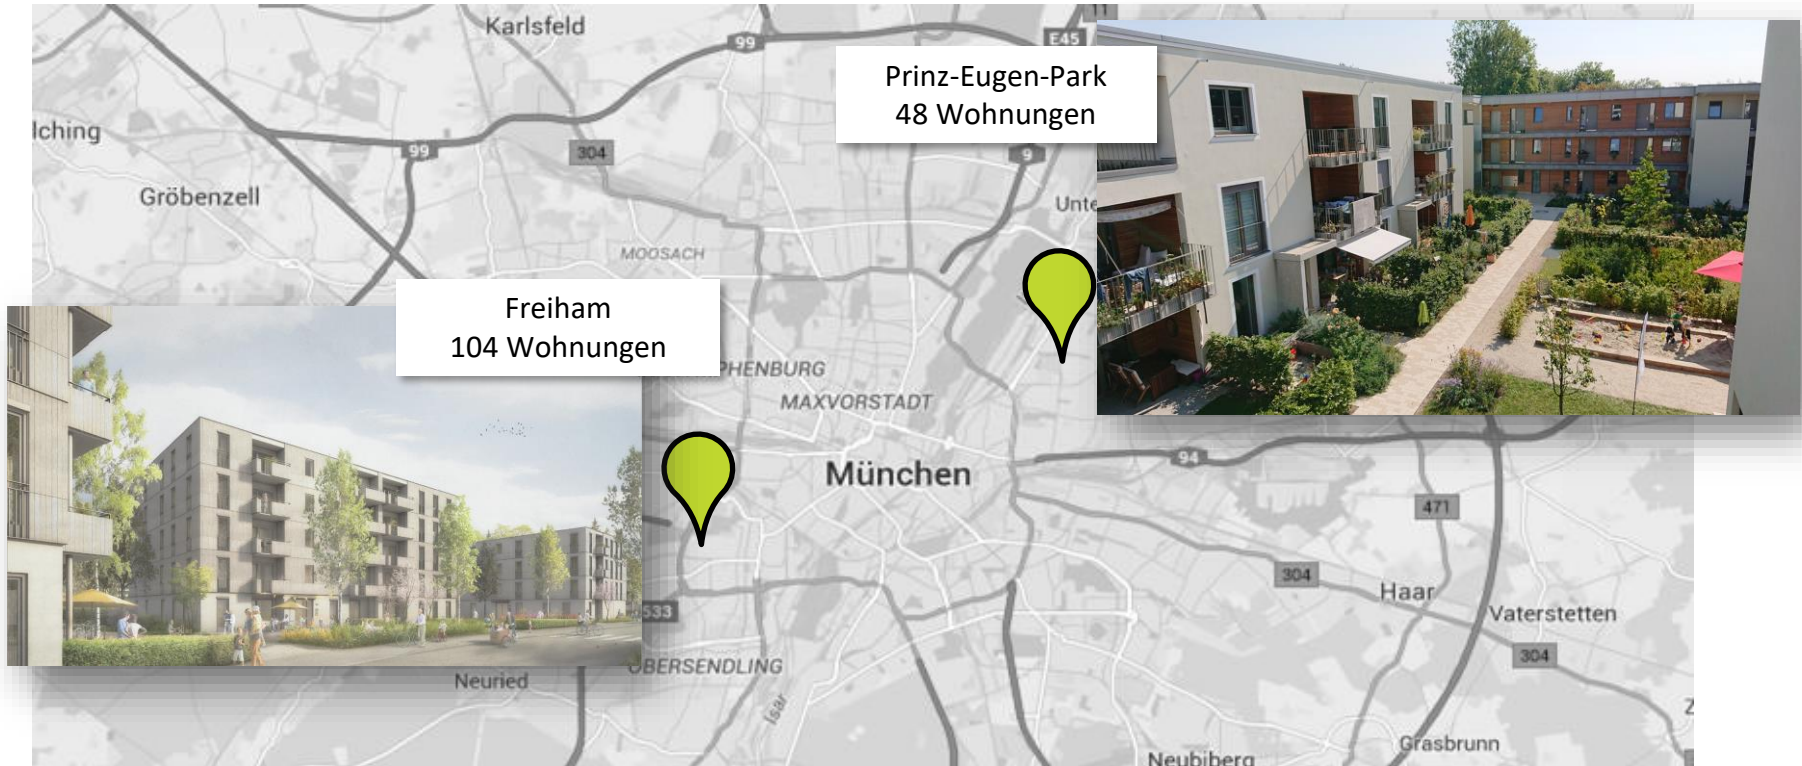 Karlsfeld
99
E45
11
Prinz-Eugen-Park
48 Wohnungen
lching
99
304
9
Gröbenzell
Unte
MOOSACH
Freiham
104 Wohnungen
PHENBURG
MAXVORSTADT
München
94
471
304
Haar
533
Vaterstetten
304
OBERSENDLING
Neuried
Isar
Z
Grasbrunn
Neubiberg